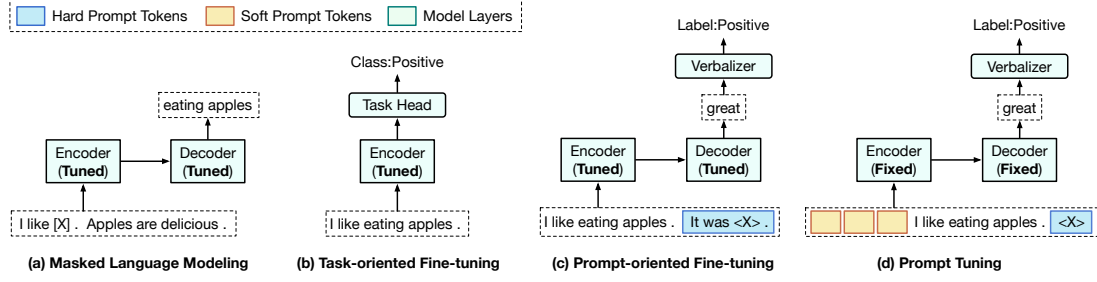 Hard Prompt Tokens Soft Prompt Tokens Model Layers
eating apples
Encoder
(Tuned)
Decoder
(Tuned)
I like [X] . Apples are delicious .
(a) Masked Language Modeling
Class:Positive
Task Head
Encoder
(Tuned)
I like eating apples .
(b) Task-oriented Fine-tuning
Label:Positive
Verbalizer
great
Encoder
(Tuned)
Decoder
(Tuned)
I like eating apples . It was <X> .
(c) Prompt-oriented Fine-tuning
Label:Positive
Verbalizer
great
Encoder
(Fixed)
Decoder
(Fixed)
I like eating apples . <X>
(d) Prompt Tuning